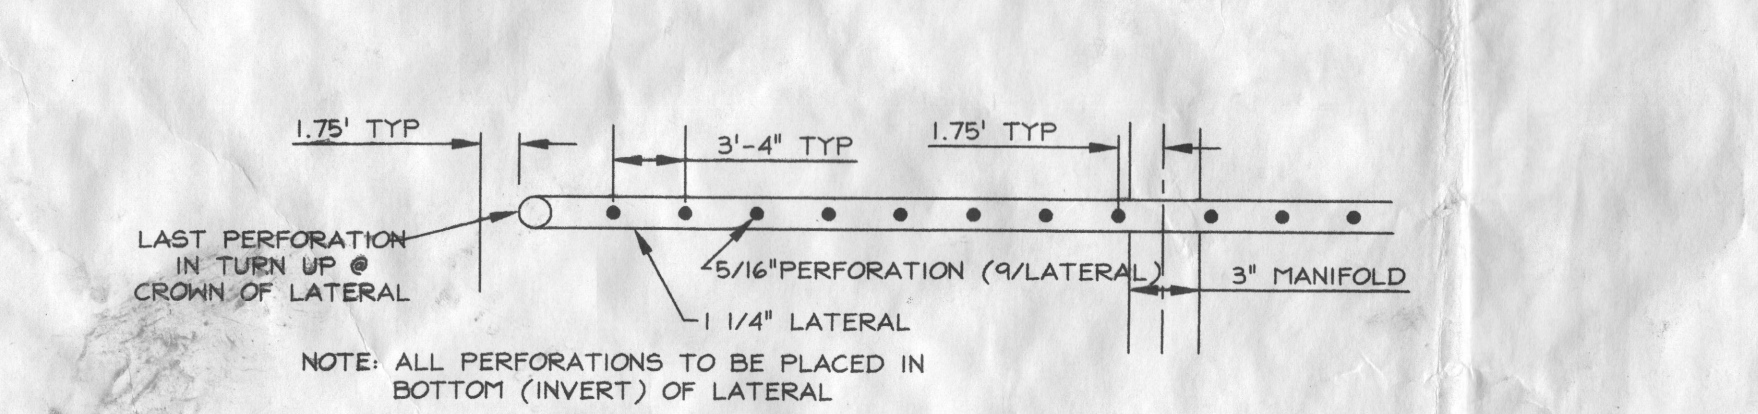 1.75' TYP
3'-4" TYP
1.75' TYP
LAST PERFORATION
IN TURN UP @
CROWN OF LATERAL
5/16" PERFORATION (9/LATERAL)
3" MANIFOLD
1 1/4" LATERAL
NOTE: ALL PERFORATIONS TO BE PLACED IN
BOTTOM (INVERT) OF LATERAL